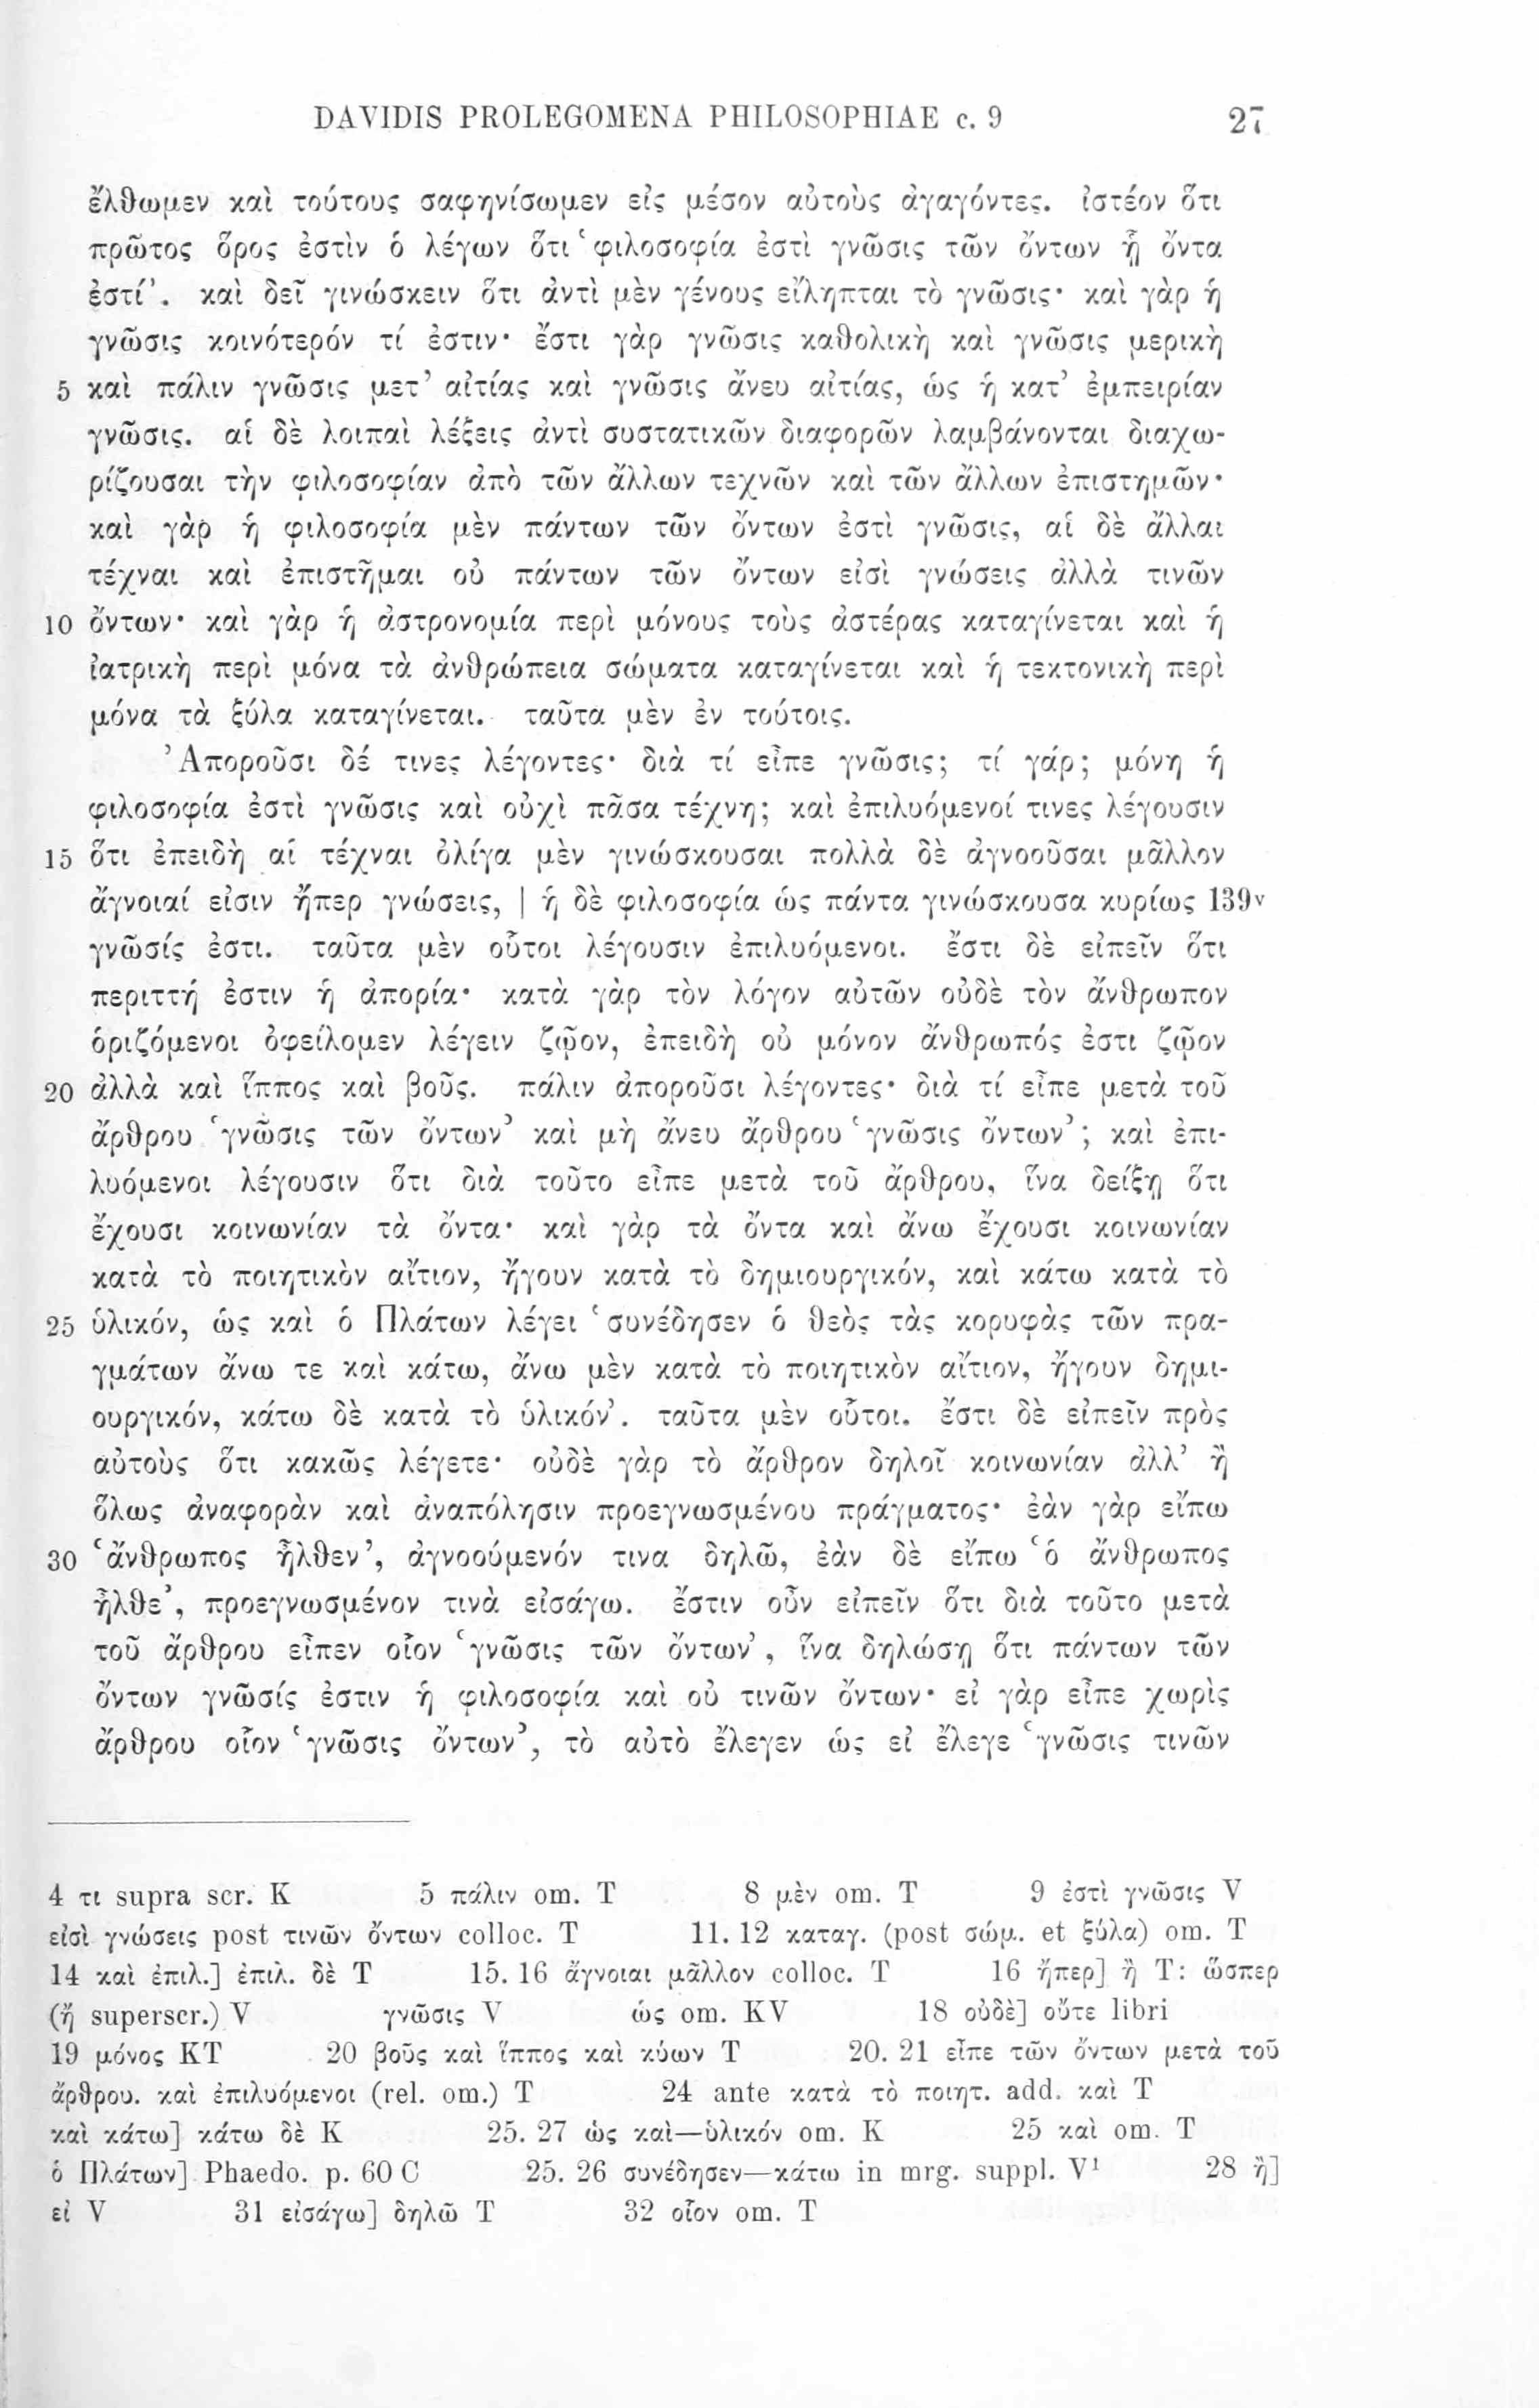 DAVIDIS PROLEGOMENA PHILOSOPHIAE c. 9 27
ἔλθωμεν καὶ τούτους σαφηνίσωμεν εἰς μέσον αὐτοὺς ἀγαγόντες. ἰστέον ὅτι
πρῶτος ὅρος ἐστὶν ὁ λέγων ὅτι ‘φιλοσοφία ἐστὶ γνῶσις τῶν ὄντων ᾗ ὄντα
ἐστί’. καὶ δεῖ γινώσκειν ὅτι ἀντὶ μὲν γένους εἴληπται τὸ γνῶσις· καὶ γὰρ ἡ
γνῶσις κοινότερόν τί ἐστιν· ἔστι γὰρ γνῶσις καθολικὴ καὶ γνῶσις μερικὴ
5 καὶ πάλιν γνῶσις μετ’ αἰτίας καὶ γνῶσις ἄνευ αἰτίας, ὡς ἡ κατ’ ἐμπειρίαν
γνῶσις. αἱ δὲ λοιπαὶ λέξεις ἀντὶ συστατικῶν διαφορῶν λαμβάνονται διαχω-
ρίζουσαι τὴν φιλοσοφίαν ἀπὸ τῶν ἄλλων τεχνῶν καὶ τῶν ἄλλων ἐπιστημῶν·
καὶ γὰρ ἡ φιλοσοφία μὲν πάντων τῶν ὄντων ἐστὶ γνῶσις, αἱ δὲ ἄλλαι
τέχναι καὶ ἐπιστῆμαι οὐ πάντων τῶν ὄντων εἰσὶ γνώσεις ἀλλὰ τινῶν
10 ὄντων· καὶ γὰρ ἡ ἀστρονομία περὶ μόνους τοὺς ἀστέρας καταγίνεται καὶ ἡ
ἰατρικὴ περὶ μόνα τὰ ἀνθρώπεια σώματα καταγίνεται καὶ ἡ τεκτονικὴ περὶ
μόνα τὰ ξύλα καταγίνεται. ταῦτα μὲν ἐν τούτοις.
Ἀποροῦσι δέ τινες λέγοντες· διὰ τί εἶπε γνῶσις; τί γάρ; μόνη ἡ
φιλοσοφία ἐστὶ γνῶσις καὶ οὐχὶ πᾶσα τέχνη; καὶ ἐπιλυόμενοί τινες λέγουσιν
15 ὅτι ἐπειδὴ αἱ τέχναι ὀλίγα μὲν γινώσκουσαι πολλὰ δὲ ἀγνοοῦσαι μᾶλλον
ἄγνοιαί εἰσιν ἤπερ γνώσεις, | ἡ δὲ φιλοσοφία ὡς πάντα γινώσκουσα κυρίως 139v
γνῶσίς ἐστι. ταῦτα μὲν οὗτοι λέγουσιν ἐπιλυόμενοι. ἔστι δὲ εἰπεῖν ὅτι
περιττή ἐστιν ἡ ἀπορία· κατὰ γὰρ τὸν λόγον αὐτῶν οὐδὲ τὸν ἄνθρωπον
ὁριζόμενοι ὀφείλομεν λέγειν ζῷον, ἐπειδὴ οὐ μόνον ἄνθρωπός ἐστι ζῷον
20 ἀλλὰ καὶ ἵππος καὶ βοῦς. πάλιν ἀποροῦσι λέγοντες· διὰ τί εἶπε μετὰ τοῦ
ἄρθρου ‘γνῶσις τῶν ὄντων’ καὶ μὴ ἄνευ ἄρθρου ‘γνῶσις ὄντων’; καὶ ἐπι-
λυόμενοι λέγουσιν ὅτι διὰ τοῦτο εἶπε μετὰ τοῦ ἄρθρου, ἵνα δείξῃ ὅτι
ἔχουσι κοινωνίαν τὰ ὄντα· καὶ γὰρ τὰ ὄντα καὶ ἄνω ἔχουσι κοινωνίαν
κατὰ τὸ ποιητικὸν αἴτιον, ἤγουν κατὰ τὸ δημιουργικόν, καὶ κάτω κατὰ τὸ
25 ὑλικόν, ὡς καὶ ὁ Πλάτων λέγει ‘συνέδησεν ὁ θεὸς τὰς κορυφὰς τῶν πρα-
γμάτων ἄνω τε καὶ κάτω, ἄνω μὲν κατὰ τὸ ποιητικὸν αἴτιον, ἤγουν δημι-
ουργικόν, κάτω δὲ κατὰ τὸ ὑλικόν’. ταῦτα μὲν οὗτοι. ἔστι δὲ εἰπεῖν πρὸς
αὐτοὺς ὅτι κακῶς λέγετε· οὐδὲ γὰρ τὸ ἄρθρον δηλοῖ κοινωνίαν ἀλλ’ ἢ
ὅλως ἀναφορὰν καὶ ἀναπόλησιν προεγνωσμένου πράγματος· ἐὰν γὰρ εἴπω
30 ‘ἄνθρωπος ἦλθεν’, ἀγνοούμενόν τινα δηλῶ, ἐὰν δὲ εἴπω ‘ὁ ἄνθρωπος
ἦλθε’, προεγνωσμένον τινὰ εἰσάγω. ἔστιν οὖν εἰπεῖν ὅτι διὰ τοῦτο μετὰ
τοῦ ἄρθρου εἶπεν οἷον ‘γνῶσις τῶν ὄντων’, ἵνα δηλώσῃ ὅτι πάντων τῶν
ὄντων γνῶσίς ἐστιν ἡ φιλοσοφία καὶ οὐ τινῶν ὄντων· εἰ γὰρ εἶπε χωρὶς
ἄρθρου οἷον ‘γνῶσις ὄντων’, τὸ αὐτὸ ἔλεγεν ὡς εἰ ἔλεγε ‘γνῶσις τινῶν
4 τι supra scr. K 5 πάλιν om. T 8 μὲν om. T 9 ἐστὶ γνῶσις V
εἰσὶ γνώσεις post τινῶν ὄντων colloc. T 11. 12 καταγ. (post σώμ. et ξύλα) om. T
14 καὶ ἐπιλ.] ἐπιλ. δὲ T 15. 16 ἄγνοιαι μᾶλλον colloc. T 16 ἤπερ] ἢ T: ὥσπερ
(ἤ superscr.) V γνῶσις V ὡς om. KV 18 οὐδὲ] οὔτε libri
19 μόνος KT 20 βοῦς καὶ ἵππος καὶ κύων T 20. 21 εἶπε τῶν ὄντων μετὰ τοῦ
ἄρθρου. καὶ ἐπιλυόμενοι (rel. om.) T 24 ante κατὰ τὸ ποιητ. add. καὶ T
καὶ κάτω] κάτω δὲ K 25. 27 ὡς καὶ—ὑλικόν om. K 25 καὶ om. T
ὁ Πλάτων] Phaedo. p. 60 C 25. 26 συνέδησεν—κάτω in mrg. suppl. V¹ 28 ἢ]
εἰ V 31 εἰσάγω] δηλῶ T 32 οἷον om. T